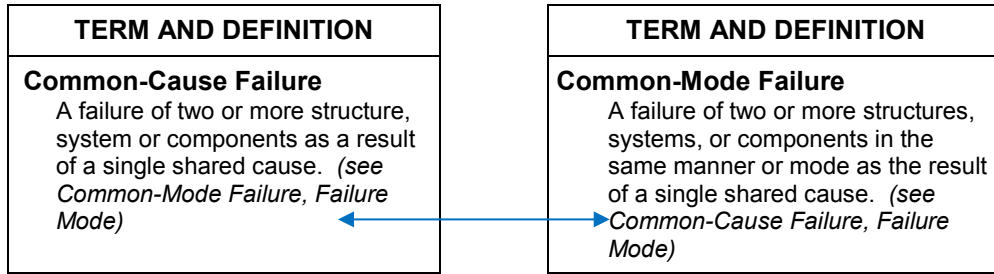 TERM AND DEFINITION
Common-Cause Failure
A failure of two or more structure,
system or components as a result
of a single shared cause.  (see
Common-Mode Failure, Failure
Mode)
TERM AND DEFINITION
Common-Mode Failure
A failure of two or more structures,
systems, or components in the
same manner or mode as the result
of a single shared cause.  (see
Common-Cause Failure, Failure
Mode)